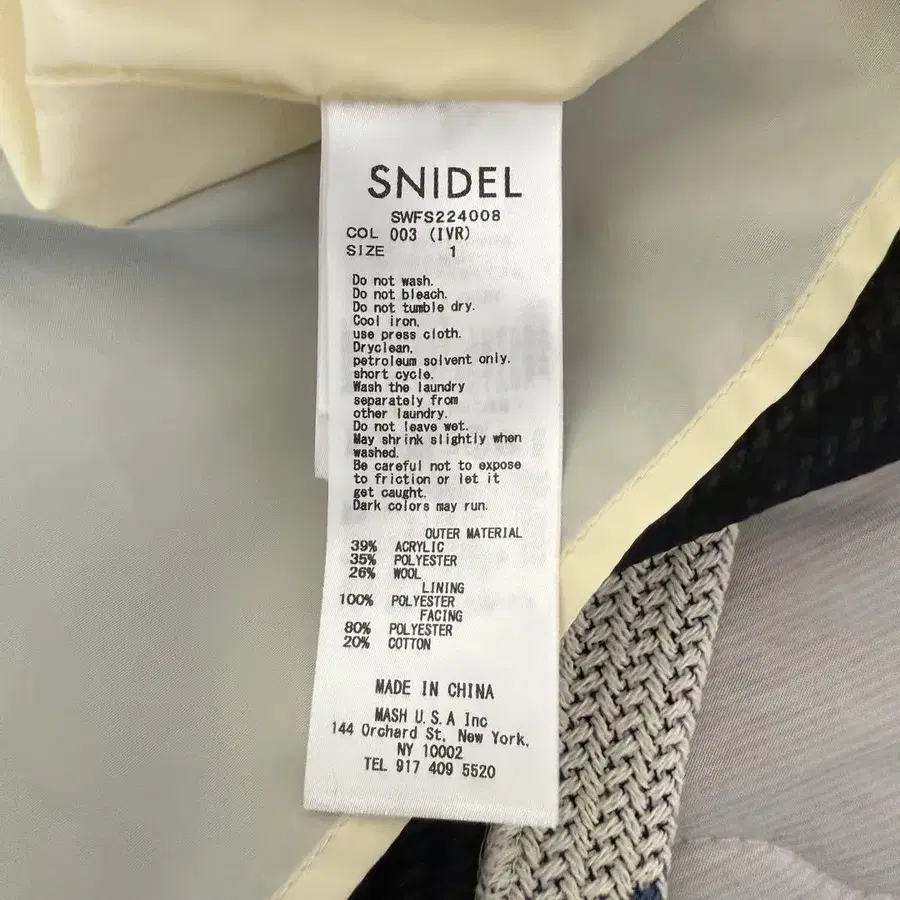 SNIDEL
SWFS224008
COL 003 (IVR)
SIZE 1
Do not wash.
Do not bleach.
Do not tumble dry.
Cool iron,
use press cloth.
Dryclean,
petroleum solvent only.
short cycle.
Wash the laundry
separately from
other laundry.
Do not leave wet.
May shrink slightly when
washed.
Be careful not to expose
to friction or let it
get caught.
Dark colors may run.
OUTER MATERIAL
39% ACRYLIC
35% POLYESTER
26% WOOL
LINING
100% POLYESTER
FACING
80% POLYESTER
20% COTTON
MADE IN CHINA
MASH U.S.A Inc
144 Orchard St, New York,
NY 10002
TEL 917 409 5520